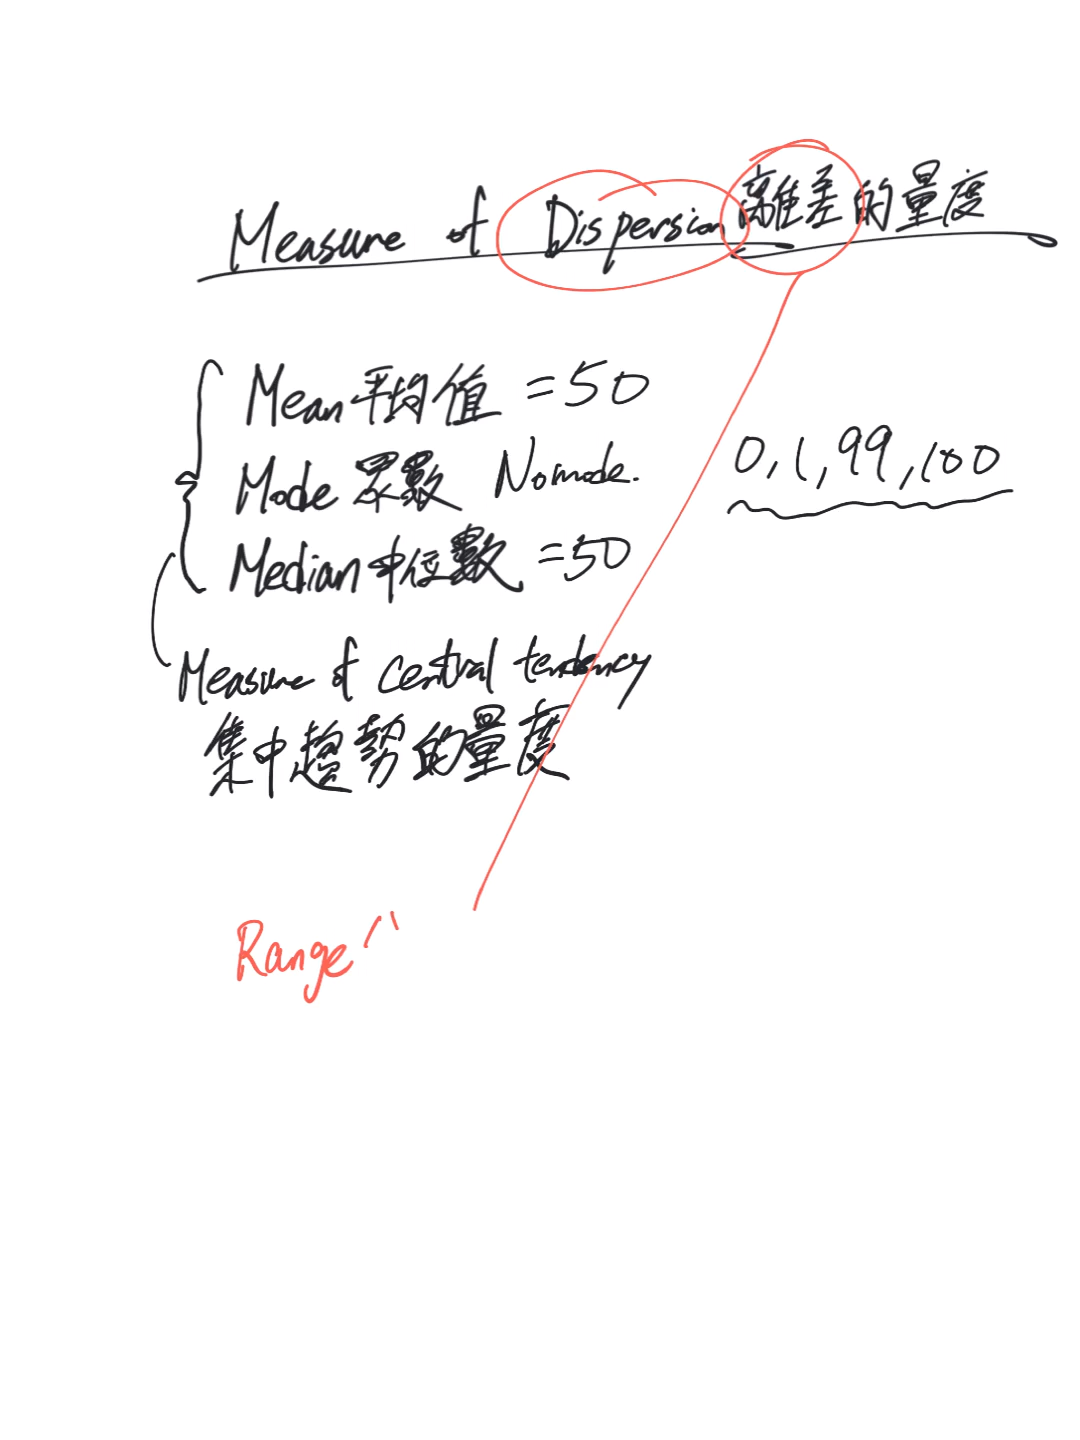 Measure of Dispersion 離差的量度
Mean 平均值 = 50
Mode 眾數 No mode.
0, 1, 99, 100
Median 中位數 = 50
Measure of central tendency
集中趨勢的量度
Range